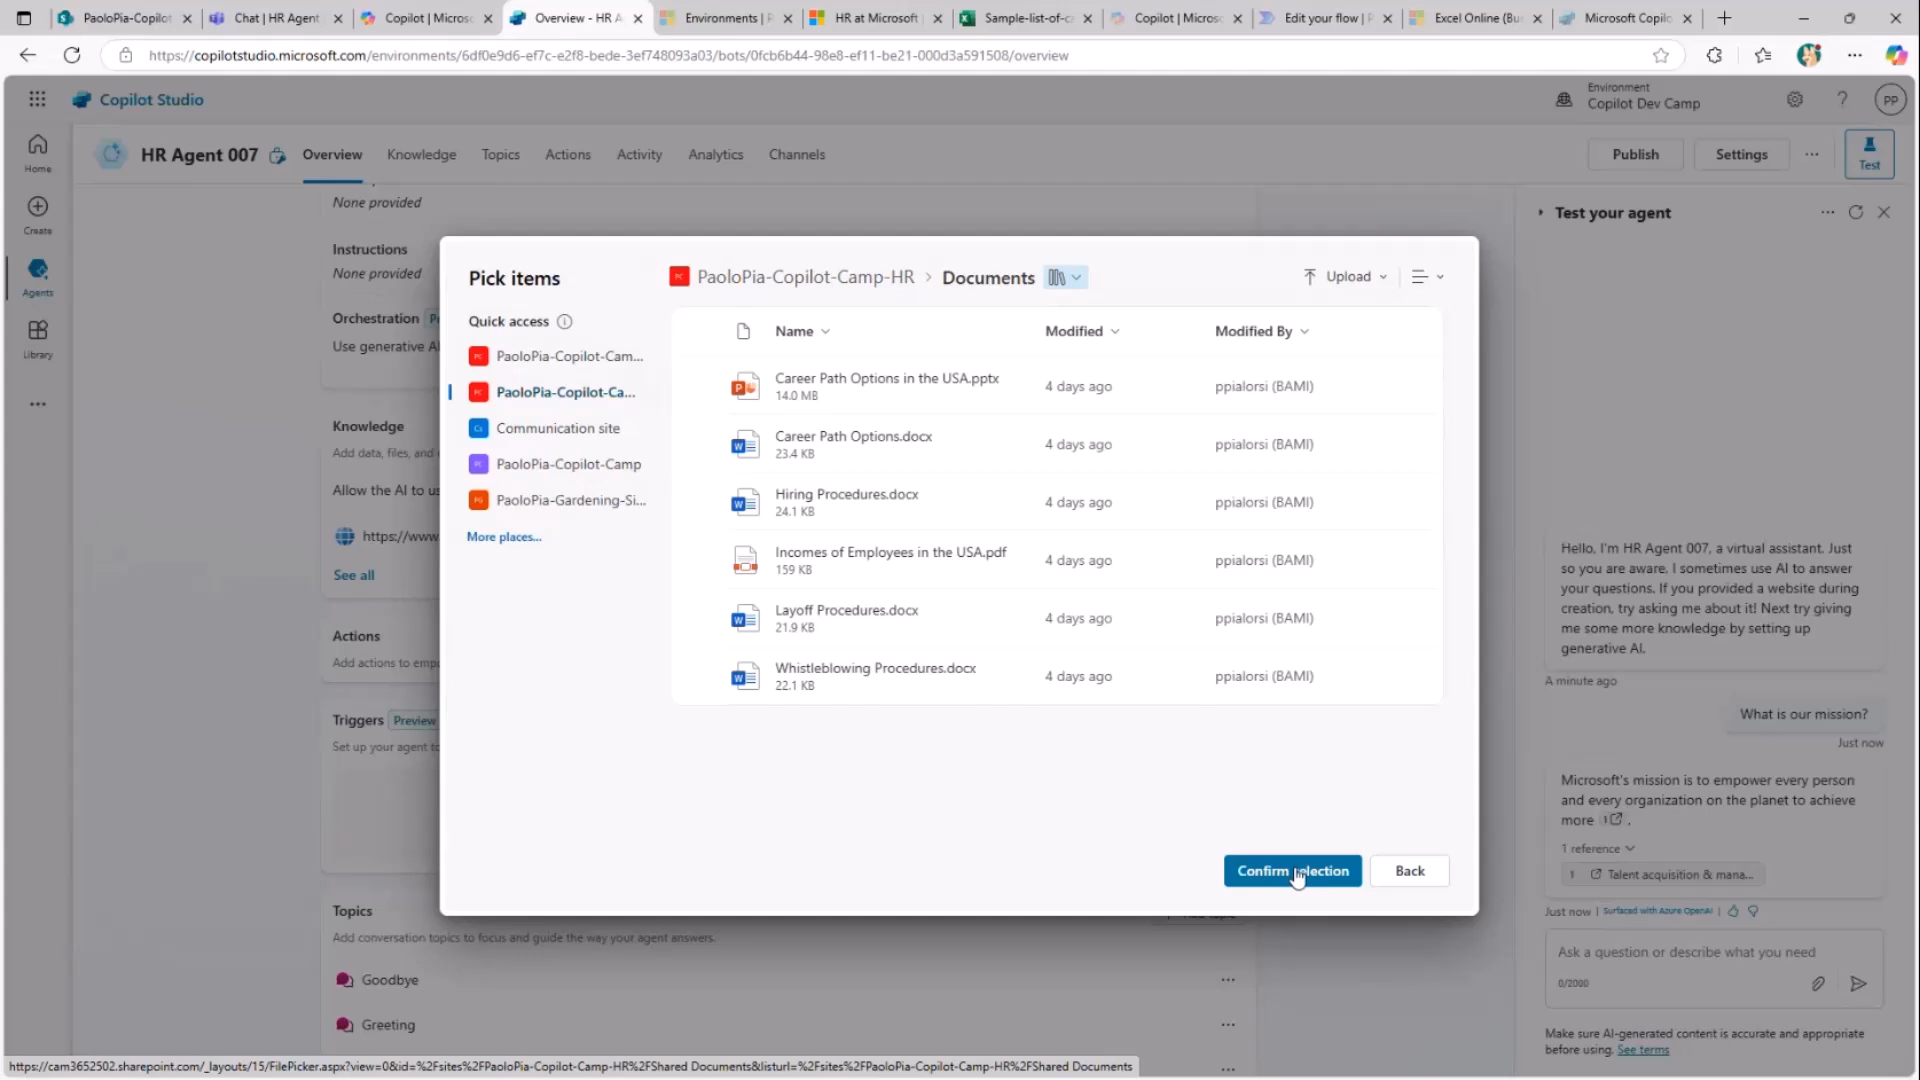 PaoloPia-Copilot
Chat | HR Agent
Copilot | Micros
Overview - HR A
Environments | P
HR at Microsoft
Sample-list-of-c
Copilot | Micros
Edit your flow | P
Excel Online (Bu
Microsoft Copilo
https://copilotstudio.microsoft.com/environments/6df0e9d6-ef7c-e2f8-bede-3ef748093a03/bots/0fcb6b44-98e8-ef11-be21-000d3a591508/overview
Copilot Studio
Environment
Copilot Dev Camp
?
PP
Home
Create
Agents
Library
HR Agent 007
Overview
Knowledge
Topics
Actions
Activity
Analytics
Channels
Publish
Settings
Test
None provided
Instructions
None provided
Orchestration
Use generative AI
Knowledge
Add data, files, and
Allow the AI to us
https://www
See all
Actions
Add actions to emp
Triggers Preview
Set up your agent to
Topics
Add conversation topics to focus and guide the way your agent answers.
Goodbye
Greeting
Pick items
Quick access
PaoloPia-Copilot-Cam...
PaoloPia-Copilot-Ca...
Communication site
PaoloPia-Copilot-Camp
PaoloPia-Gardening-Si...
More places...
PaoloPia-Copilot-Camp-HR > Documents
Upload
Name Modified Modified By
Career Path Options in the USA.pptx 4 days ago ppialorsi (BAMI)
14.0 MB
Career Path Options.docx 4 days ago ppialorsi (BAMI)
23.4 KB
Hiring Procedures.docx 4 days ago ppialorsi (BAMI)
24.1 KB
Incomes of Employees in the USA.pdf 4 days ago ppialorsi (BAMI)
159 KB
Layoff Procedures.docx 4 days ago ppialorsi (BAMI)
21.9 KB
Whistleblowing Procedures.docx 4 days ago ppialorsi (BAMI)
22.1 KB
Confirm selection
Back
Test your agent
Hello, I'm HR Agent 007, a virtual assistant. Just
so you are aware. I sometimes use AI to answer
your questions. If you provided a website during
creation, try asking me about it! Next try giving
me some more knowledge by setting up
generative AI.
A minute ago
What is our mission?
Just now
Microsoft's mission is to empower every person
and every organization on the planet to achieve
more 1 .
1 reference
1 Talent acquisition & mana...
Just now | Surfaced with Azure OpenAI |
Ask a question or describe what you need
0/2000
Make sure AI-generated content is accurate and appropriate
before using. See terms
https://cam3652502.sharepoint.com/_layouts/15/FilePicker.aspx?view=0&id=%2Fsites%2FPaoloPia-Copilot-Camp-HR%2FShared Documents&listurl=%2Fsites%2FPaoloPia-Copilot-Camp-HR%2FShared Documents